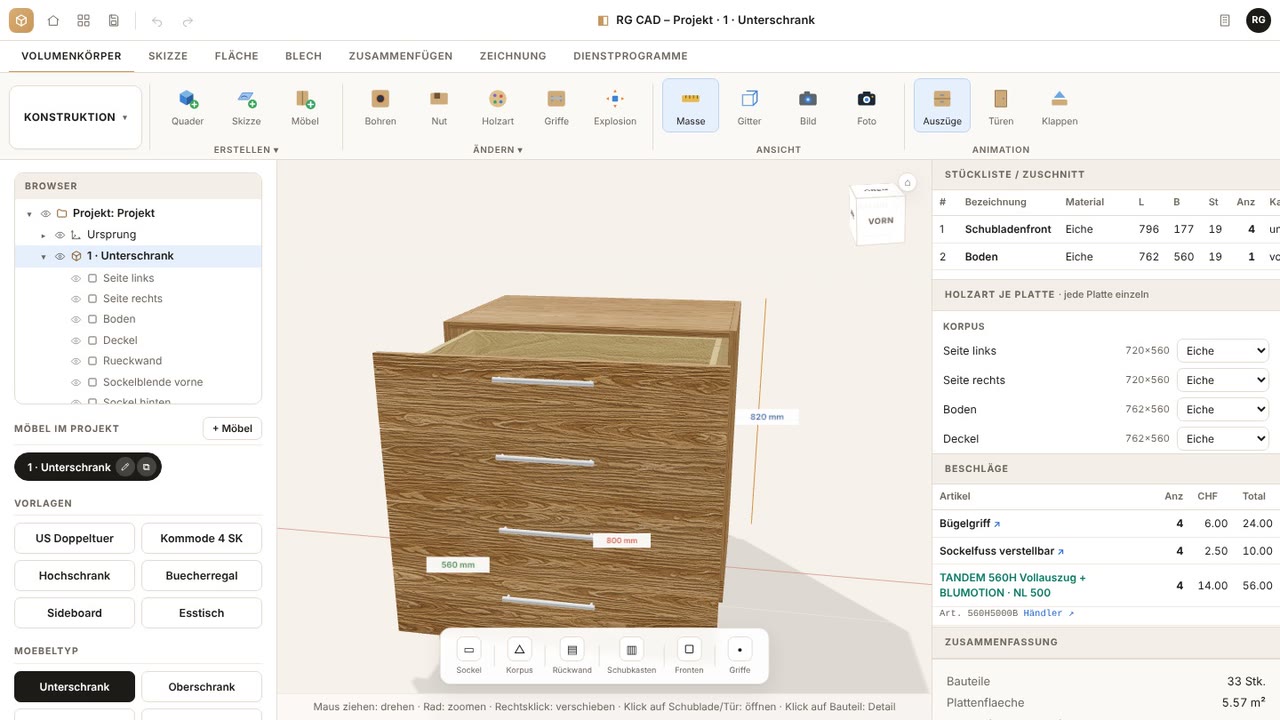 RG CAD – Projekt · 1 · Unterschrank
RG
VOLUMENKÖRPER SKIZZE FLÄCHE BLECH ZUSAMMENFÜGEN ZEICHNUNG DIENSTPROGRAMME
KONSTRUKTION ▾
Quader Skizze Möbel
ERSTELLEN ▾
Bohren Nut Holzart Griffe Explosion
ÄNDERN ▾
Masse Gitter Bild Foto
ANSICHT
Auszüge Türen Klappen
ANIMATION
BROWSER
Projekt: Projekt
Ursprung
1 · Unterschrank
Seite links
Seite rechts
Boden
Deckel
Rueckwand
Sockelblende vorne
Sockel hinten
MÖBEL IM PROJEKT
+ Möbel
1 · Unterschrank
VORLAGEN
US Doppeltuer Kommode 4 SK
Hochschrank Buecherregal
Sideboard Esstisch
MOEBELTYP
Unterschrank Oberschrank
VORN
820 mm
800 mm
560 mm
Sockel Korpus Rückwand Schubkasten Fronten Griffe
Maus ziehen: drehen · Rad: zoomen · Rechtsklick: verschieben · Klick auf Schublade/Tür: öffnen · Klick auf Bauteil: Detail
STÜCKLISTE / ZUSCHNITT
# Bezeichnung Material L B St Anz
1 Schubladenfront Eiche 796 177 19 4
2 Boden Eiche 762 560 19 1
HOLZART JE PLATTE · jede Platte einzeln
KORPUS
Seite links 720×560 Eiche
Seite rechts 720×560 Eiche
Boden 762×560 Eiche
Deckel 762×560 Eiche
BESCHLÄGE
Artikel Anz CHF Total
Bügelgriff ↗ 4 6.00 24.00
Sockelfuss verstellbar ↗ 4 2.50 10.00
TANDEM 560H Vollauszug +
BLUMOTION · NL 500 4 14.00 56.00
Art. 560H5000B Händler ↗
ZUSAMMENFASSUNG
Bauteile 33 Stk.
Plattenflaeche 5.57 m²